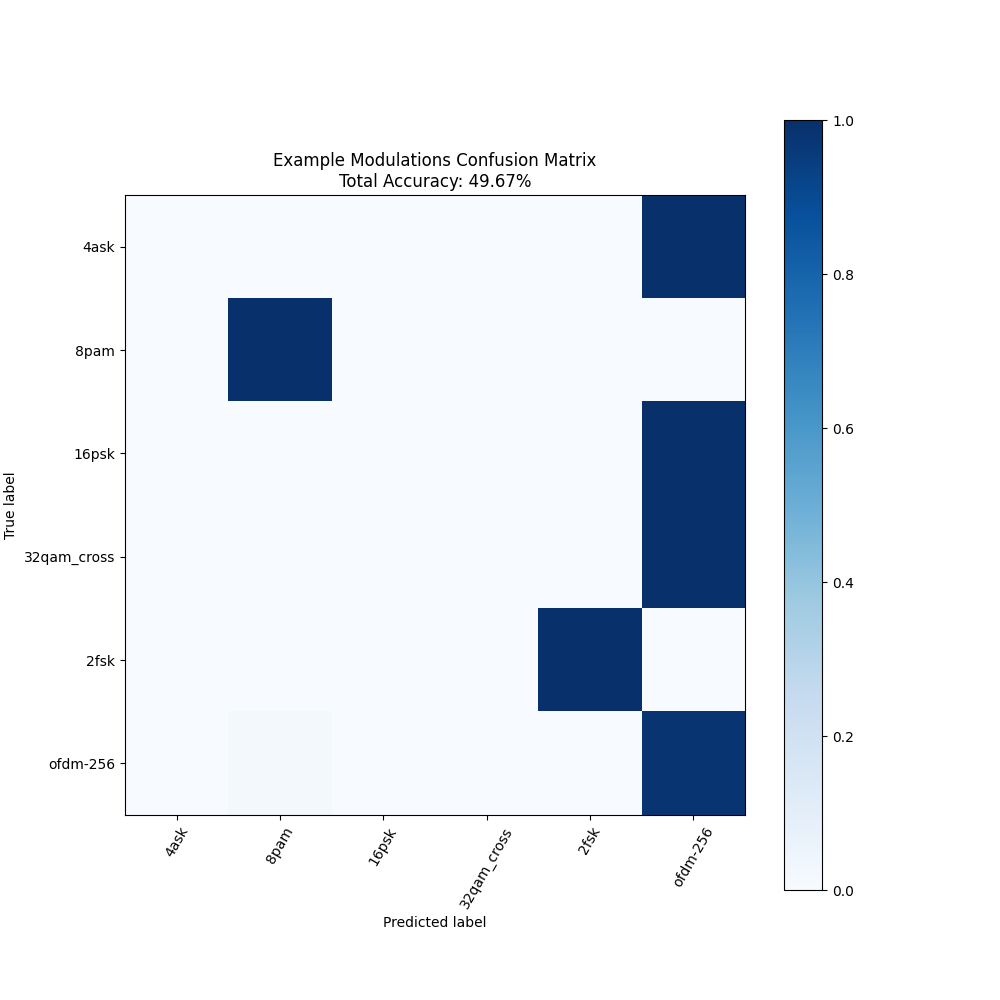 Example Modulations Confusion Matrix
Total Accuracy: 49.67%
True label
4ask
8pam
16psk
32qam_cross
2fsk
ofdm-256
4ask
8pam
16psk
32qam_cross
2fsk
ofdm-256
Predicted label
1.0
0.8
0.6
0.4
0.2
0.0